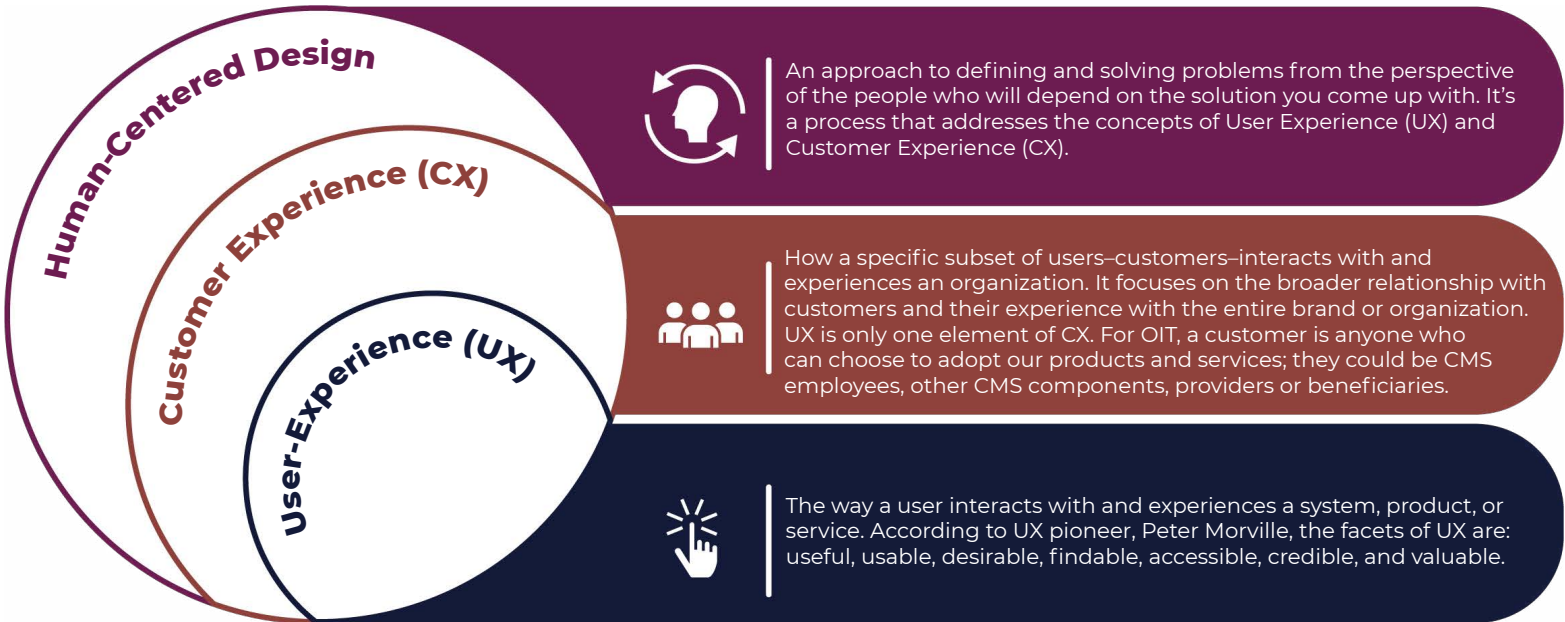 Human-Centered Design
An approach to defining and solving problems from the perspective
of the people who will depend on the solution you come up with. It's
a process that addresses the concepts of User Experience (UX) and
Customer Experience (CX).
Customer Experience (CX)
How a specific subset of users–customers–interacts with and
experiences an organization. It focuses on the broader relationship with
customers and their experience with the entire brand or organization.
UX is only one element of CX. For OIT, a customer is anyone who
can choose to adopt our products and services; they could be CMS
employees, other CMS components, providers or beneficiaries.
User-Experience (UX)
The way a user interacts with and experiences a system, product, or
service. According to UX pioneer, Peter Morville, the facets of UX are:
useful, usable, desirable, findable, accessible, credible, and valuable.